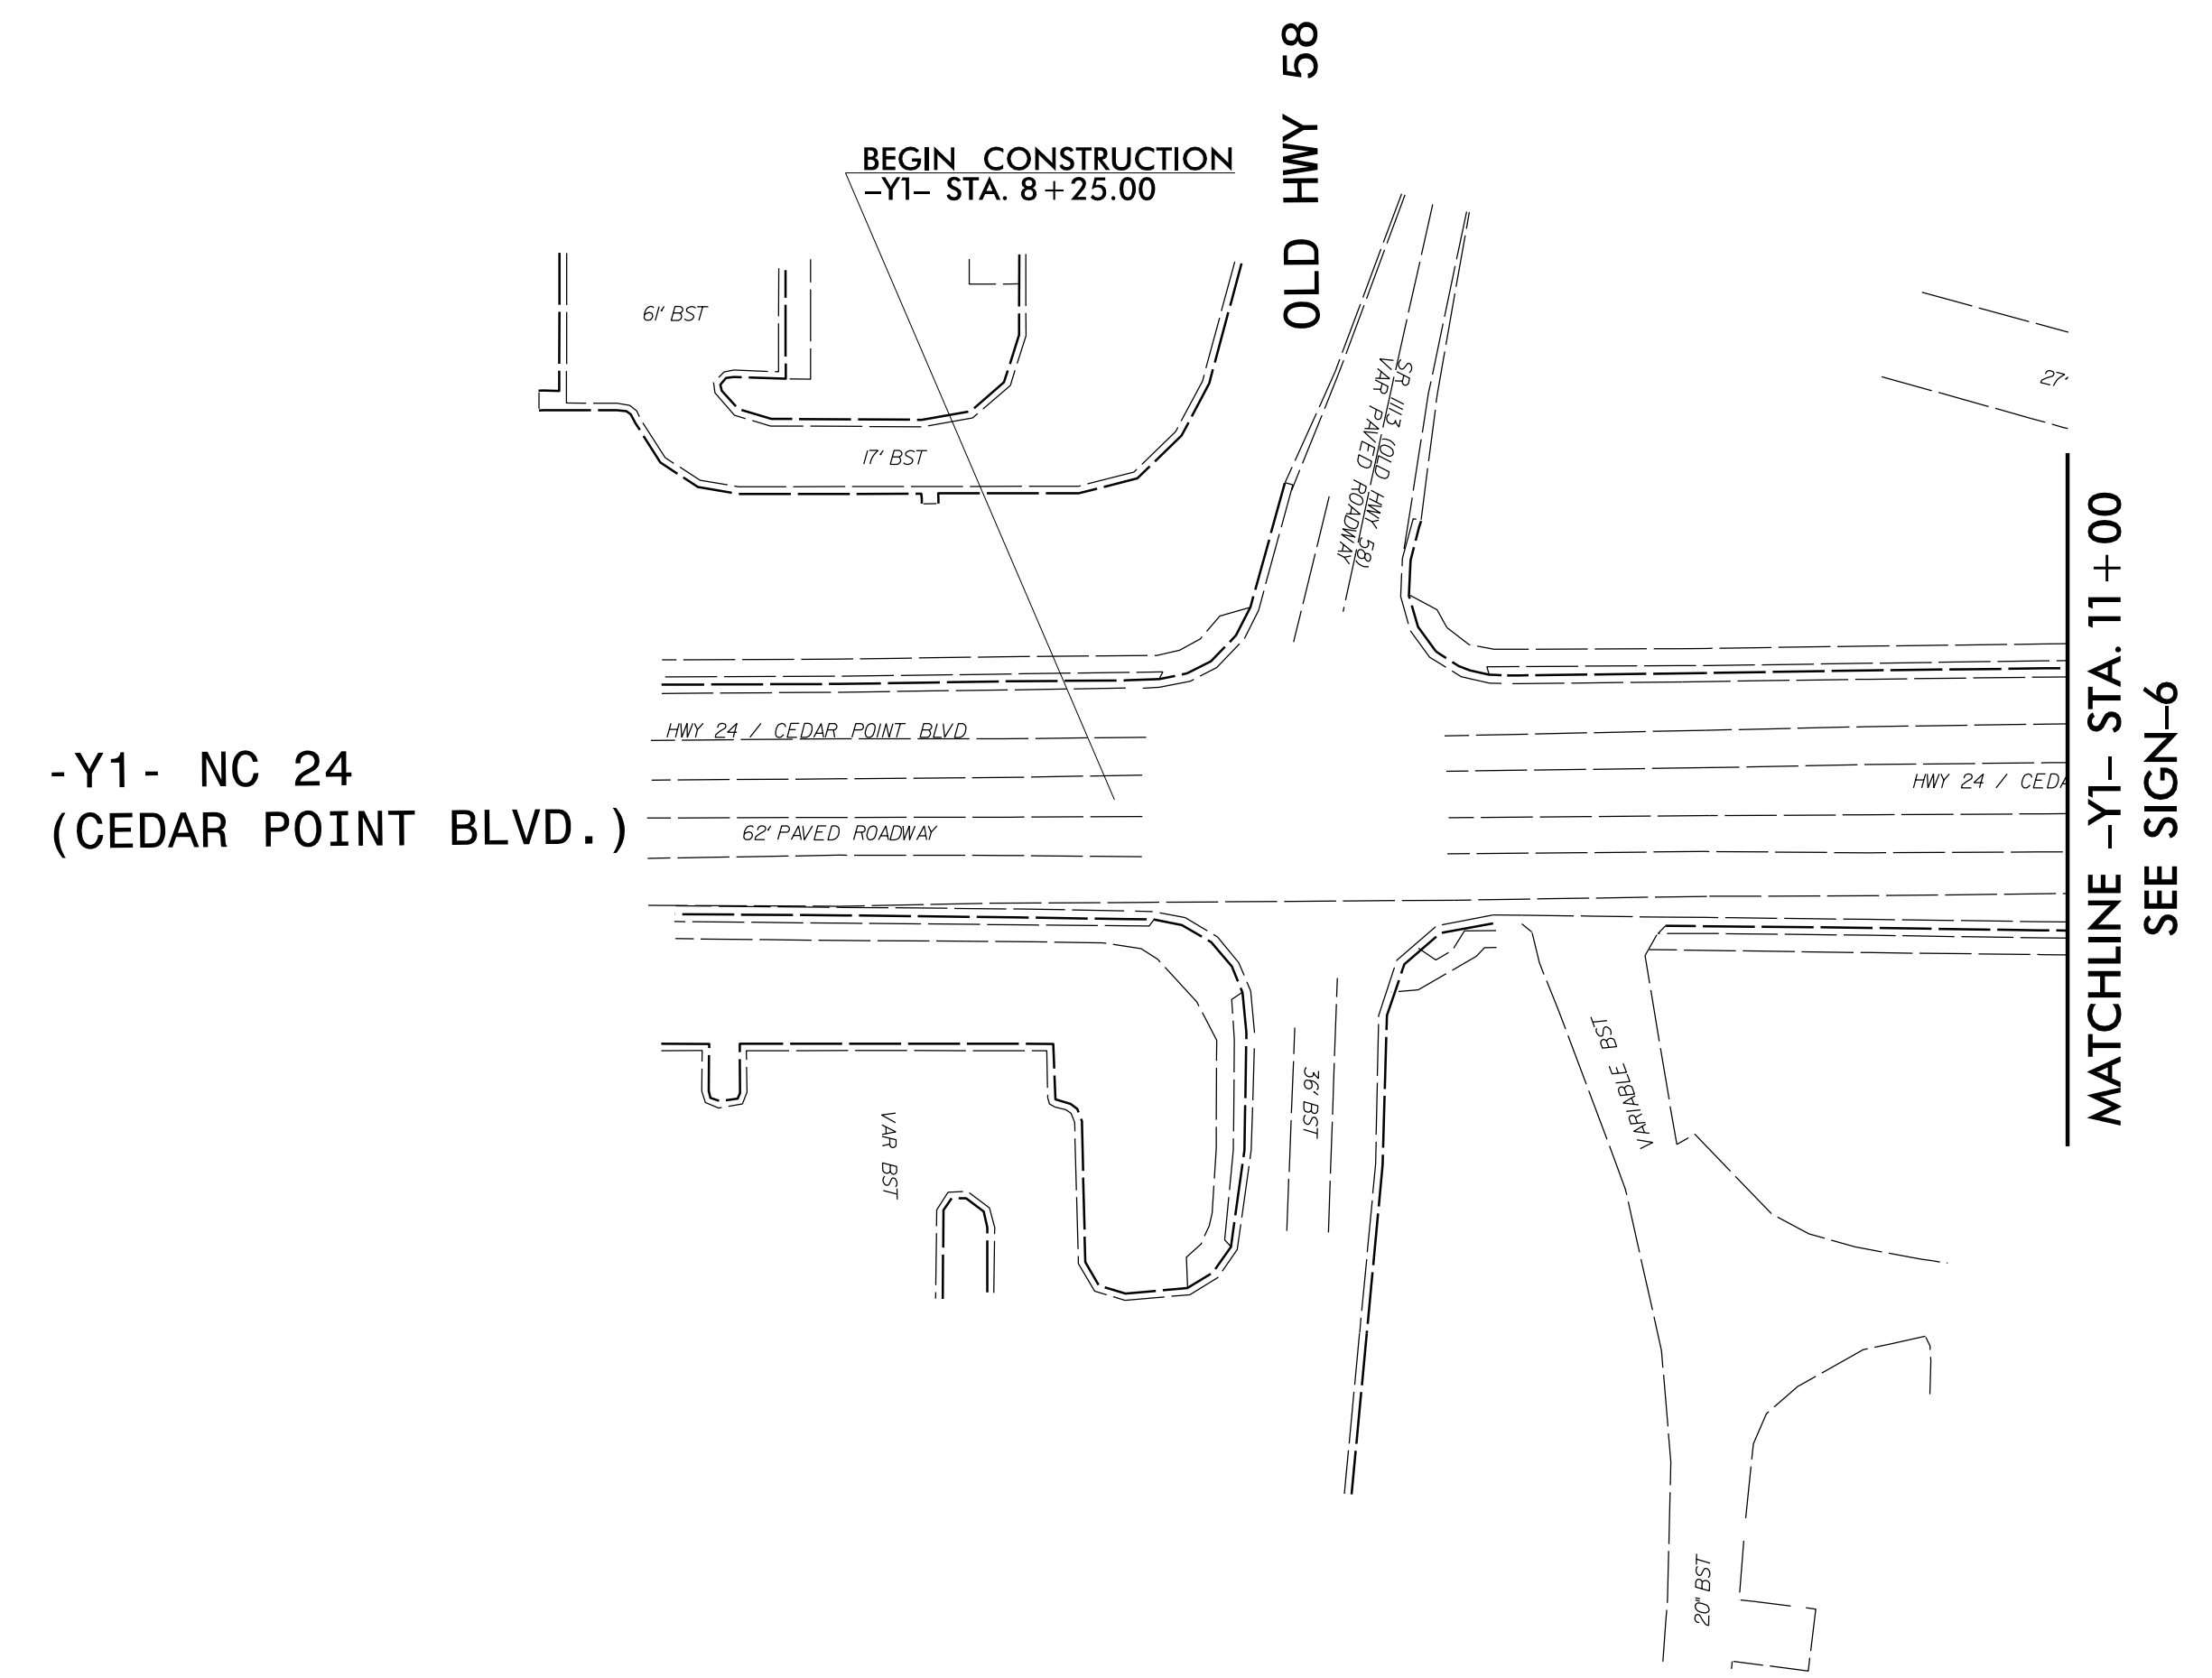 OLD HWY 58
BEGIN CONSTRUCTION
-Y1- STA. 8+25.00
61' BST
17' BST
SR 1113 (OLD HWY 58)
VAR PAVED ROADWAY
27'
HWY 24 / CEDAR POINT BLVD
-Y1- NC 24
(CEDAR POINT BLVD.)
62' PAVED ROADWAY
HWY 24 / CEDA
MATCHLINE -Y1- STA. 11+00
SEE SIGN-6
VAR BST
36' BST
VARIABLE BST
20" BST